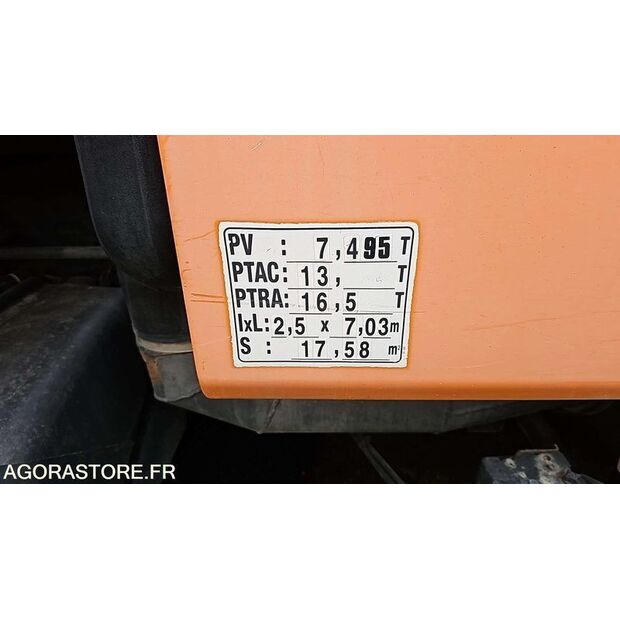 PV : 7,495 T
PTAC: 13, T
PTRA: 16,5 T
IxL: 2,5 x 7,03 m
S : 17,58 m²
AGORASTORE.FR